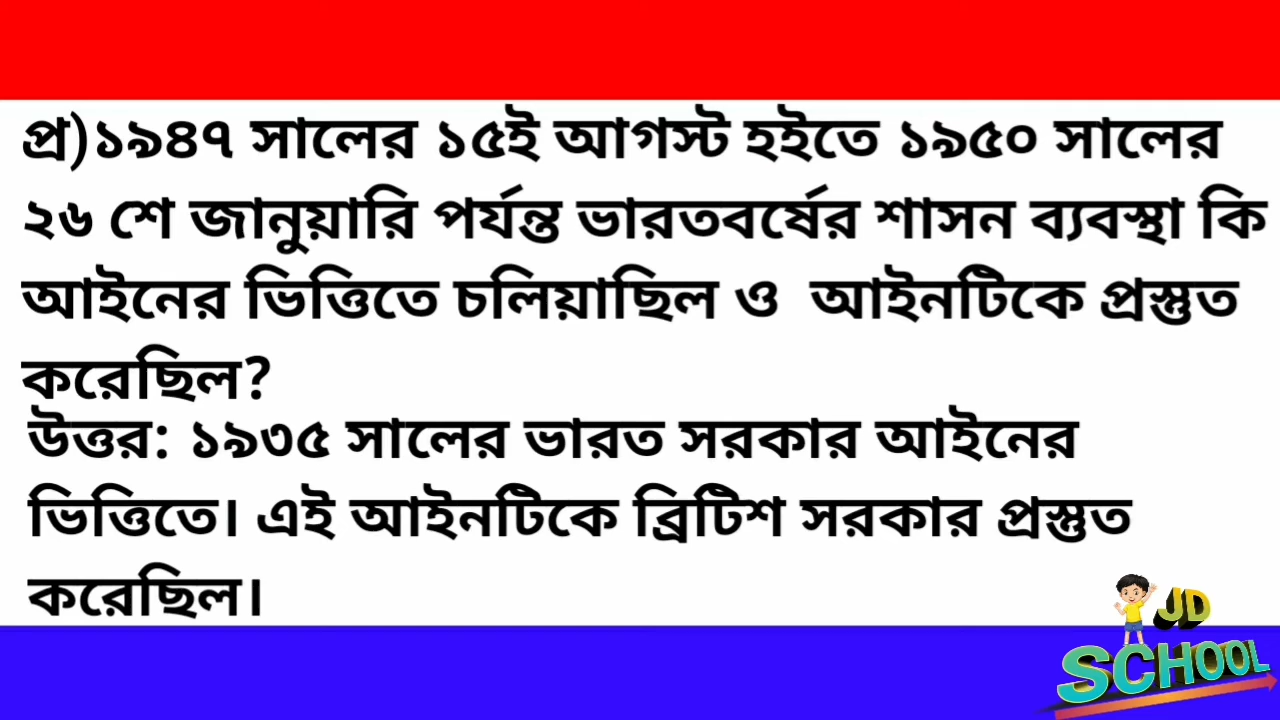 প্র)১৯৪৭ সালের ১৫ই আগস্ট হইতে ১৯৫০ সালের
২৬ শে জানুয়ারি পর্যন্ত ভারতবর্ষের শাসন ব্যবস্থা কি
আইনের ভিত্তিতে চলিয়াছিল ও আইনটিকে প্রস্তুত
করেছিল?
উত্তর: ১৯৩৫ সালের ভারত সরকার আইনের
ভিত্তিতে। এই আইনটিকে ব্রিটিশ সরকার প্রস্তুত
করেছিল।
JD
SCHOOL